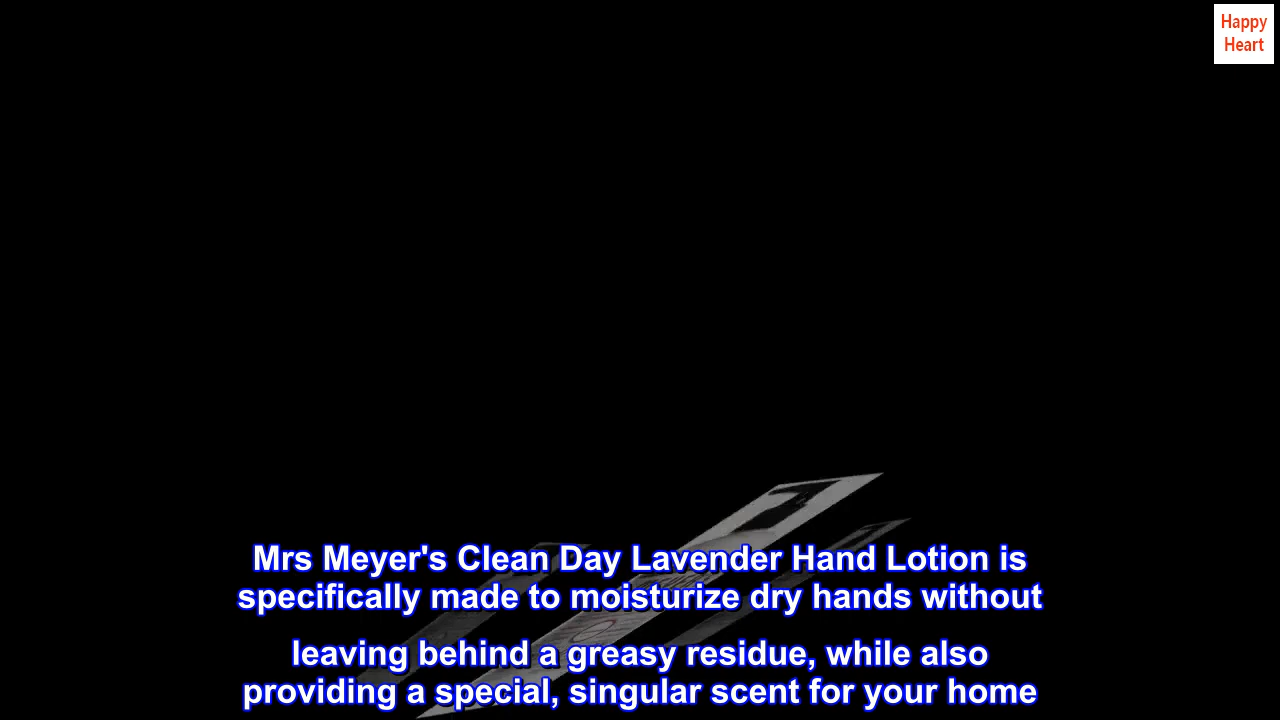 Happy
Heart
Mrs Meyer's Clean Day Lavender Hand Lotion is
specifically made to moisturize dry hands without
leaving behind a greasy residue, while also
providing a special, singular scent for your home